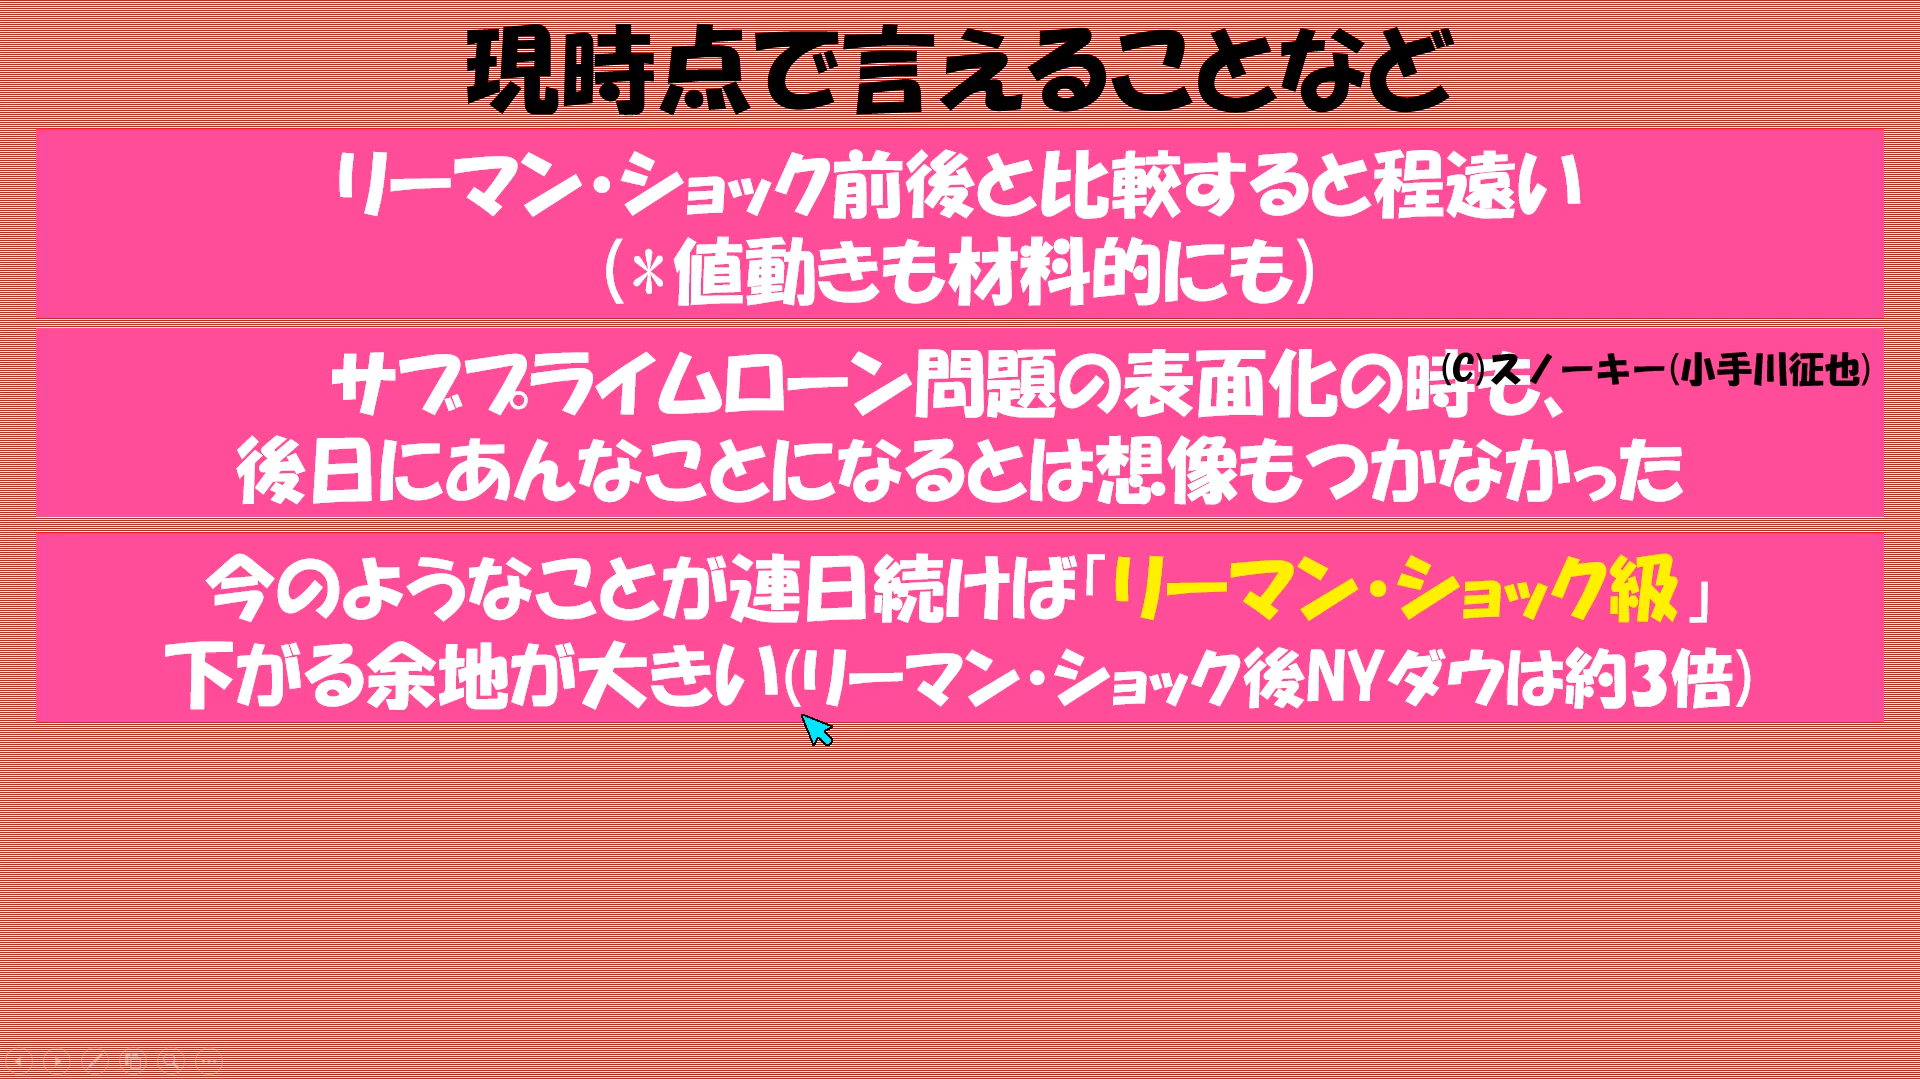 現時点で言えることなど
リーマン・ショック前後と比較すると程遠い
(*値動きも材料的にも)
サブプライムローン問題の表面化の時も、
(C)スノーキー(小手川征也)
後日にあんなことになるとは想像もつかなかった
今のようなことが連日続けば「リーマン・ショック級」
下がる余地が大きい(リーマン・ショック後NYダウは約3倍)